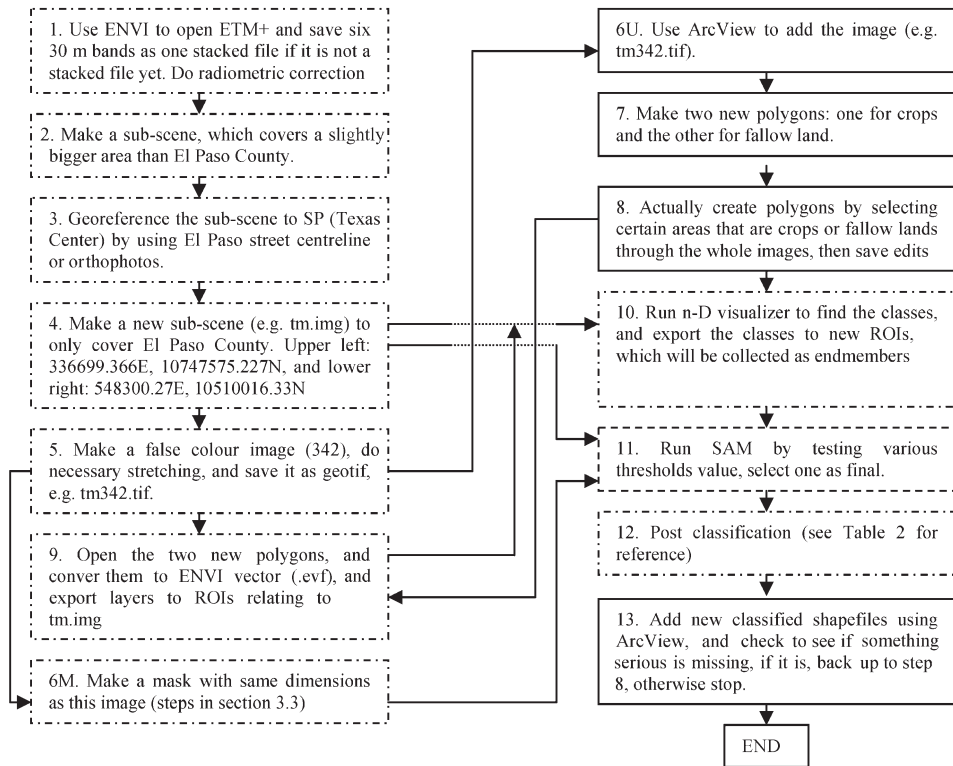 1. Use ENVI to open ETM+ and save six
30 m bands as one stacked file if it is not a
stacked file yet. Do radiometric correction
2. Make a sub-scene, which covers a slightly
bigger area than El Paso County.
3. Georeference the sub-scene to SP (Texas
Center) by using El Paso street centreline
or orthophotos.
4. Make a new sub-scene (e.g. tm.img) to
only cover El Paso County. Upper left:
336699.366E, 10747575.227N, and lower
right: 548300.27E, 10510016.33N
5. Make a false colour image (342), do
necessary stretching, and save it as geotif,
e.g. tm342.tif.
9. Open the two new polygons, and
conver them to ENVI vector (.evf), and
export layers to ROIs relating to
tm.img
6M. Make a mask with same dimensions
as this image (steps in section 3.3)
6U. Use ArcView to add the image (e.g.
tm342.tif).
7. Make two new polygons: one for crops
and the other for fallow land.
8. Actually create polygons by selecting
certain areas that are crops or fallow lands
through the whole images, then save edits
10. Run n-D visualizer to find the classes,
and export the classes to new ROIs,
which will be collected as endmembers
11. Run SAM by testing various
thresholds value, select one as final.
12. Post classification (see Table 2 for
reference)
13. Add new classified shapefiles using
ArcView, and check to see if something
serious is missing, if it is, back up to step
8, otherwise stop.
END